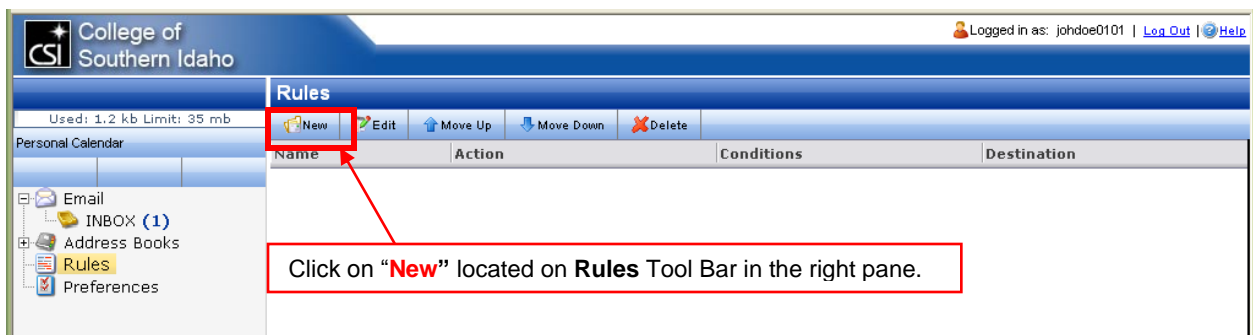 College of
CSI Southern Idaho
Logged in as: johdoe0101 | Log Out | Help
Rules
Used: 1.2 kb Limit: 35 mb
New Edit Move Up Move Down Delete
Personal Calendar
Name Action Conditions Destination
Email
INBOX (1)
Address Books
Rules
Preferences
Click on “New” located on Rules Tool Bar in the right pane.